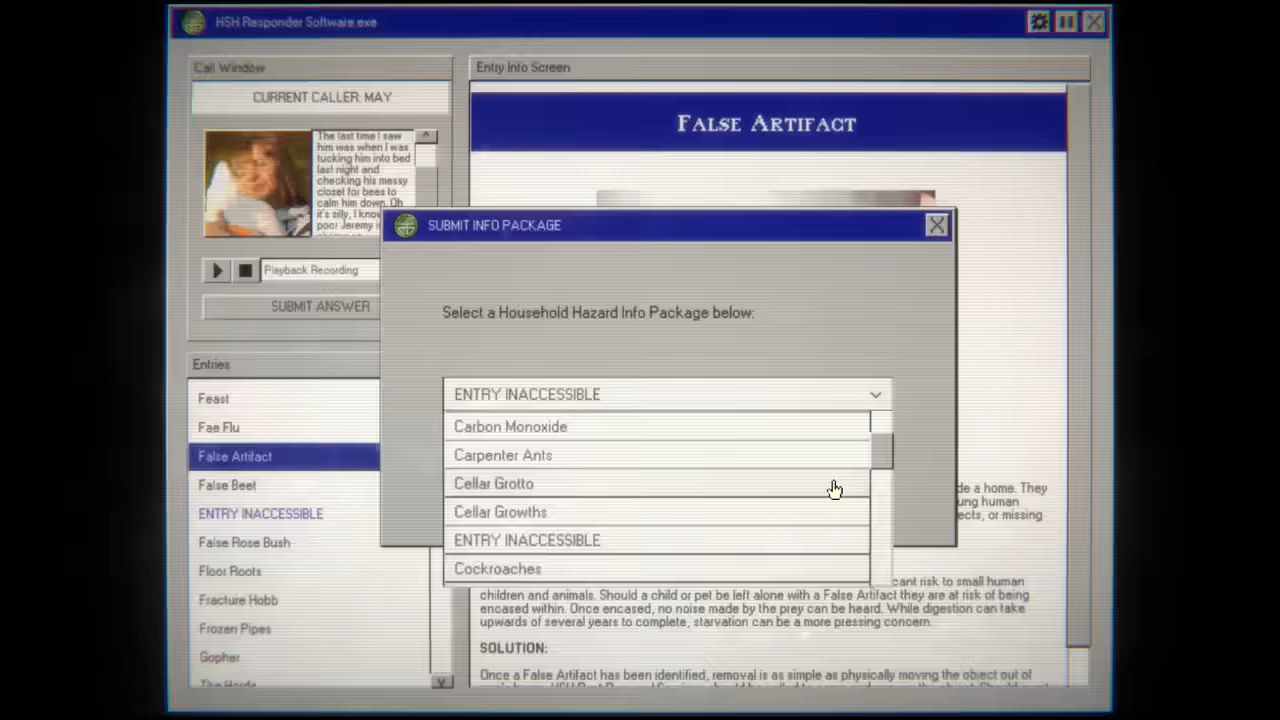 HSH Responder Software.exe
Call Window
CURRENT CALLER: MAY
The last time I saw
him was when I was
tucking him into bed
last night and
checking his messy
closet for bees to
calm him down. Oh
it's silly, I know
poor Jeremy i
Playback Recording
SUBMIT ANSWER
Entries
Feast
Fae Flu
False Artifact
False Beet
ENTRY INACCESSIBLE
False Rose Bush
Floor Roots
Fracture Hobb
Frozen Pipes
Gopher
The Horde
Entry Info Screen
FALSE ARTIFACT
SUBMIT INFO PACKAGE
Select a Household Hazard Info Package below:
ENTRY INACCESSIBLE
Carbon Monoxide
Carpenter Ants
Cellar Grotto
Cellar Growths
ENTRY INACCESSIBLE
Cockroaches
de a home. They
ung human
ects, or missing
cant risk to small human
children and animals. Should a child or pet be left alone with a False Artifact they are at risk of being
encased within. Once encased, no noise made by the prey can be heard. While digestion can take
upwards of several years to complete, starvation can be a more pressing concern.
SOLUTION:
Once a False Artifact has been identified, removal is as simple as physically moving the object out of